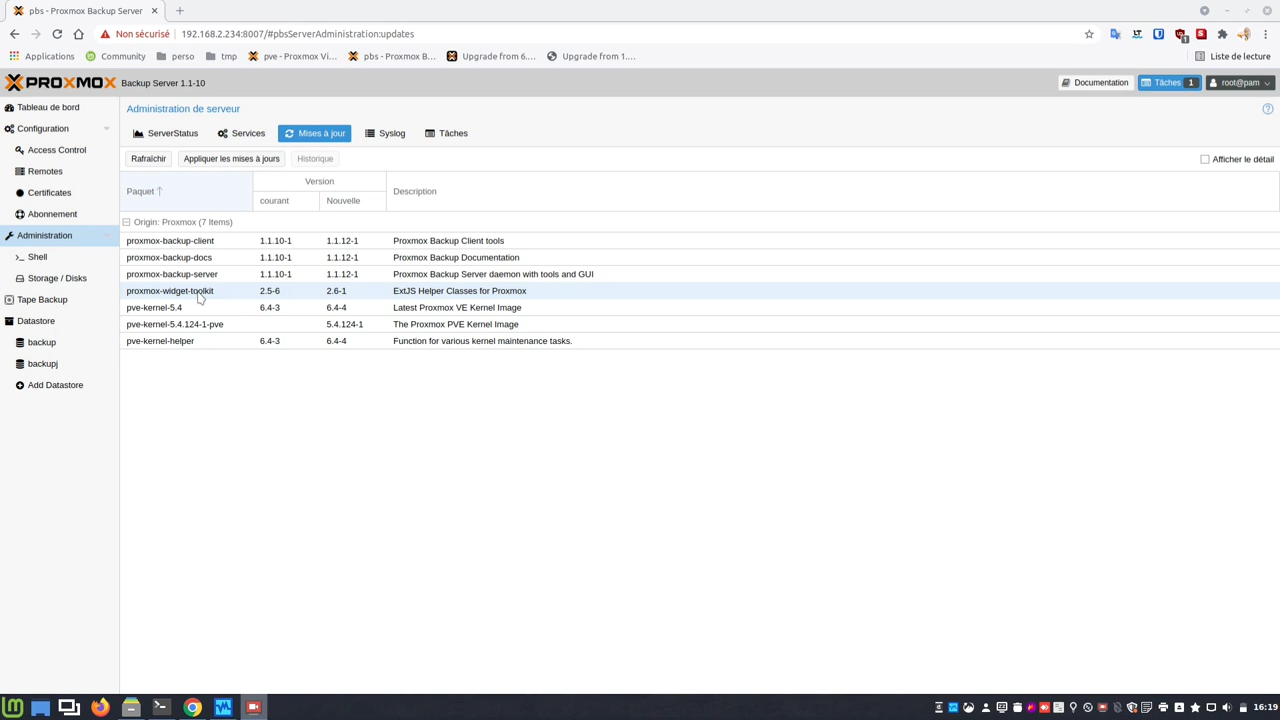 pbs - Proxmox Backup Server
Non sécurisé 192.168.2.234:8007/#pbsServerAdministration:updates
Applications Community perso tmp pve - Proxmox Vi... pbs - Proxmox B... Upgrade from 6.... Upgrade from 1.... Liste de lecture
PROXMOX Backup Server 1.1-10 Documentation Tâches 1 root@pam
Tableau de bord
Configuration
Access Control
Remotes
Certificates
Abonnement
Administration
Shell
Storage / Disks
Tape Backup
Datastore
backup
backupj
Add Datastore
Administration de serveur
ServerStatus Services Mises à jour Syslog Tâches
Rafraîchir Appliquer les mises à jours Historique Afficher le détail
Paquet Version Description
courant Nouvelle
Origin: Proxmox (7 Items)
proxmox-backup-client 1.1.10-1 1.1.12-1 Proxmox Backup Client tools
proxmox-backup-docs 1.1.10-1 1.1.12-1 Proxmox Backup Documentation
proxmox-backup-server 1.1.10-1 1.1.12-1 Proxmox Backup Server daemon with tools and GUI
proxmox-widget-toolkit 2.5-6 2.6-1 ExtJS Helper Classes for Proxmox
pve-kernel-5.4 6.4-3 6.4-4 Latest Proxmox VE Kernel Image
pve-kernel-5.4.124-1-pve 5.4.124-1 The Proxmox PVE Kernel Image
pve-kernel-helper 6.4-3 6.4-4 Function for various kernel maintenance tasks.
16:19